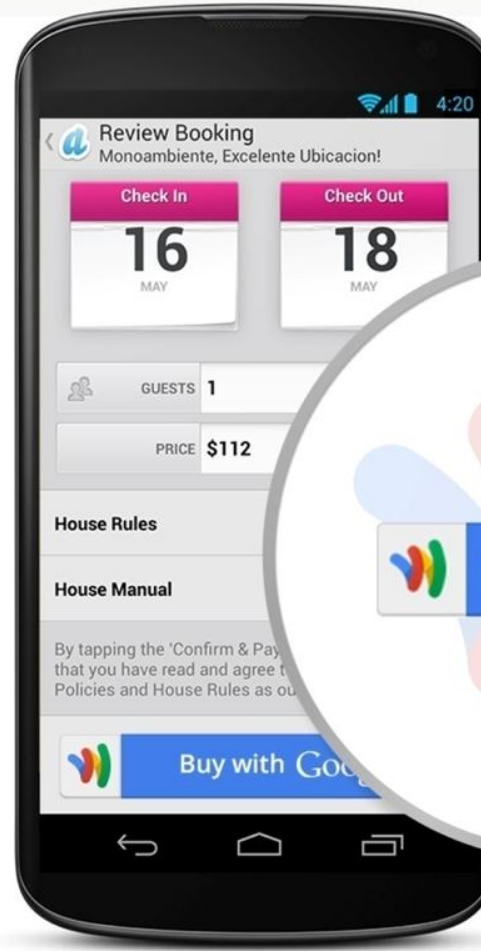 4:20
Review Booking
Monoambiente, Excelente Ubicacion!
Check In
Check Out
16
18
MAY
MAY
GUESTS 1
PRICE $112
House Rules
House Manual
By tapping the 'Confirm & Pay
that you have read and agree
Policies and House Rules as
Buy with